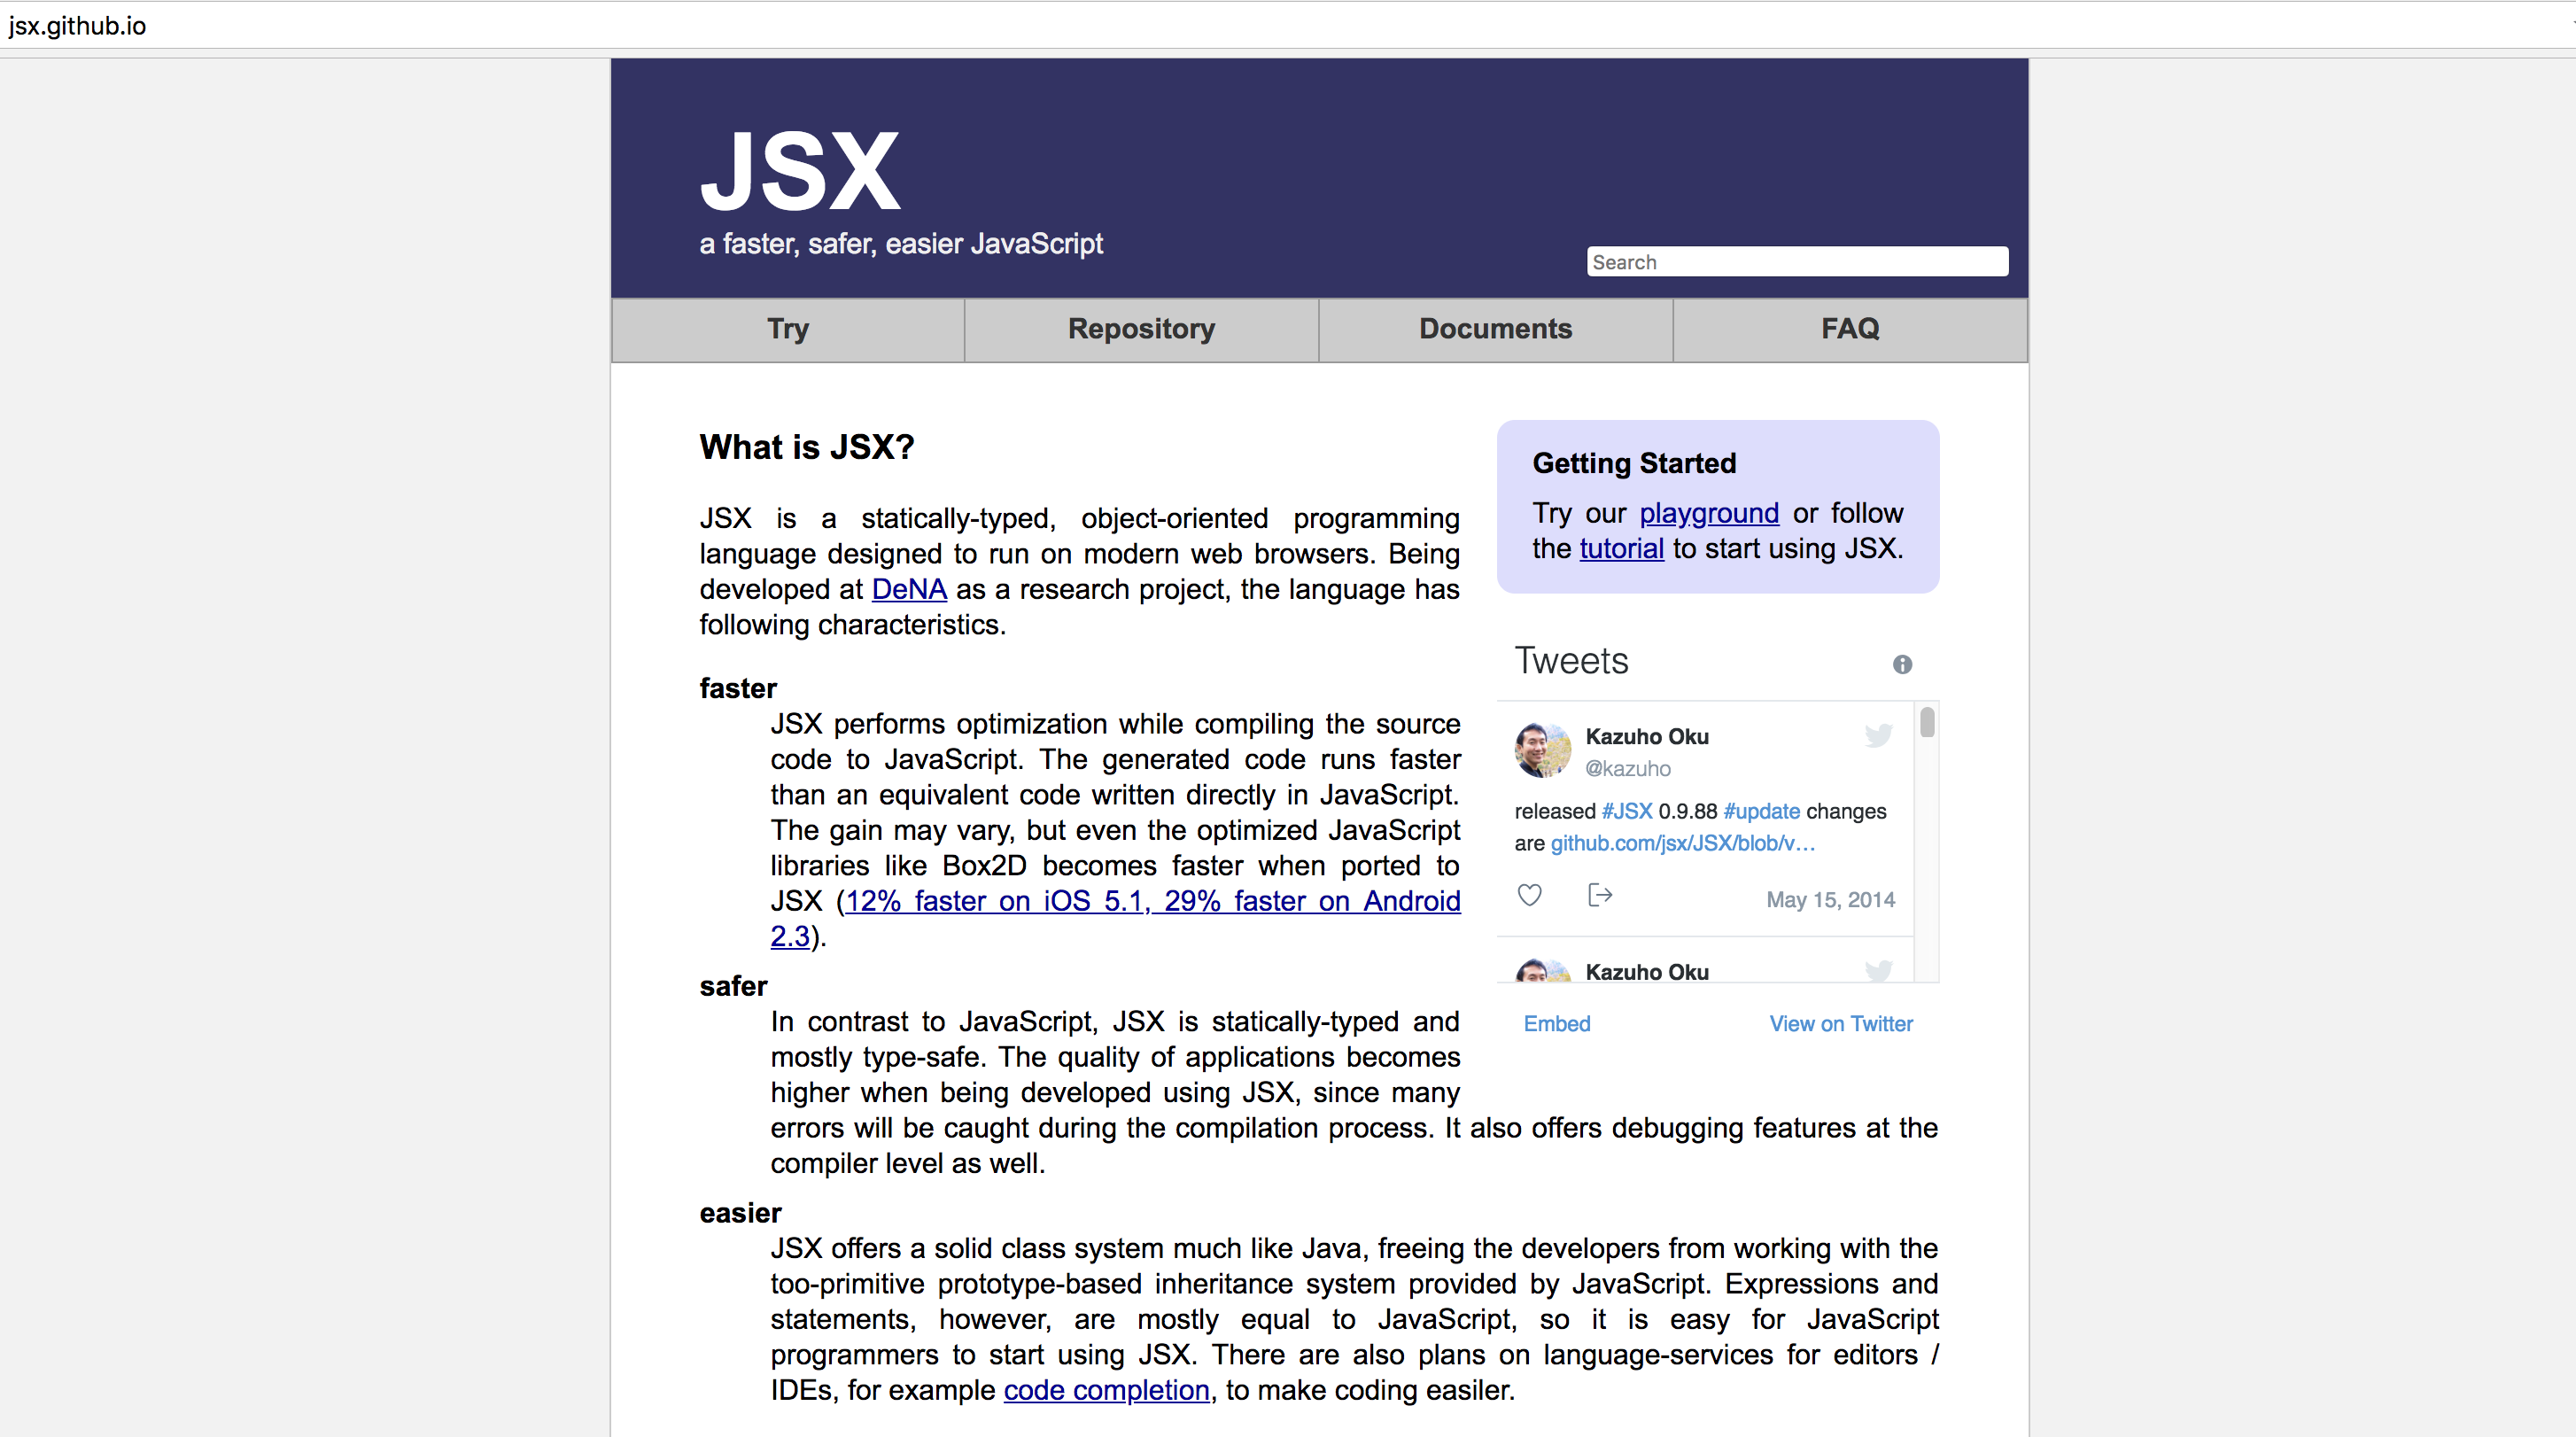 jsx.github.io
JSX
a faster, safer, easier JavaScript
Search
Try
Repository
Documents
FAQ
What is JSX?
JSX is a statically-typed, object-oriented programming
language designed to run on modern web browsers. Being
developed at DeNA as a research project, the language has
following characteristics.
faster
JSX performs optimization while compiling the source
code to JavaScript. The generated code runs faster
than an equivalent code written directly in JavaScript.
The gain may vary, but even the optimized JavaScript
libraries like Box2D becomes faster when ported to
JSX (12% faster on iOS 5.1, 29% faster on Android
2.3).
safer
In contrast to JavaScript, JSX is statically-typed and
mostly type-safe. The quality of applications becomes
higher when being developed using JSX, since many
errors will be caught during the compilation process. It also offers debugging features at the
compiler level as well.
easier
JSX offers a solid class system much like Java, freeing the developers from working with the
too-primitive prototype-based inheritance system provided by JavaScript. Expressions and
statements, however, are mostly equal to JavaScript, so it is easy for JavaScript
programmers to start using JSX. There are also plans on language-services for editors /
IDEs, for example code completion, to make coding easiler.
Getting Started
Try our playground or follow
the tutorial to start using JSX.
Tweets
Kazuho Oku
@kazuho
released #JSX 0.9.88 #update changes
are github.com/jsx/JSX/blob/v…
May 15, 2014
Kazuho Oku
Embed
View on Twitter